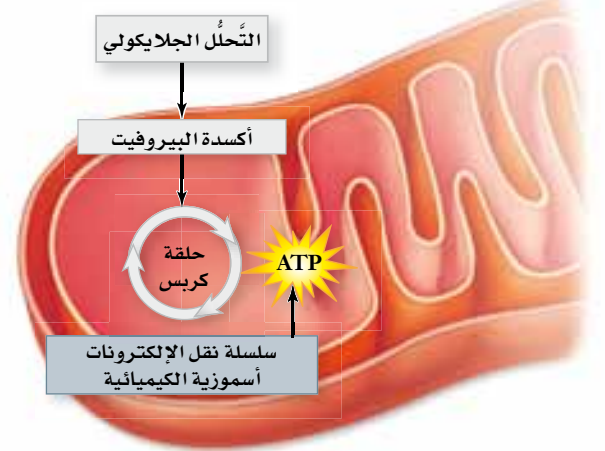 التَّحلُّل الجلايكولي
أكسدة البيروفيت
حلقة
كربس
ATP
سلسلة نقل الإلكترونات
أسموزية الكيميائية